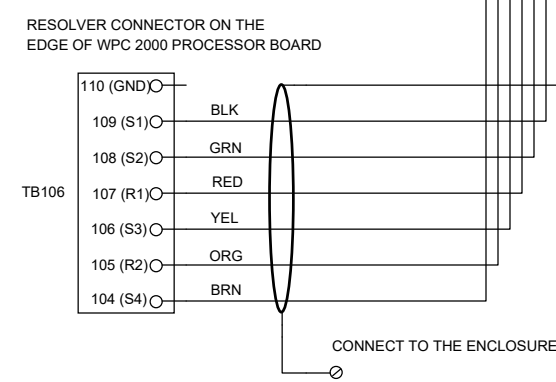 RESOLVER CONNECTOR ON THE
EDGE OF WPC 2000 PROCESSOR BOARD
110 (GND)
109 (S1) BLK
108 (S2) GRN
TB106 107 (R1) RED
106 (S3) YEL
105 (R2) ORG
104 (S4) BRN
CONNECT TO THE ENCLOSURE